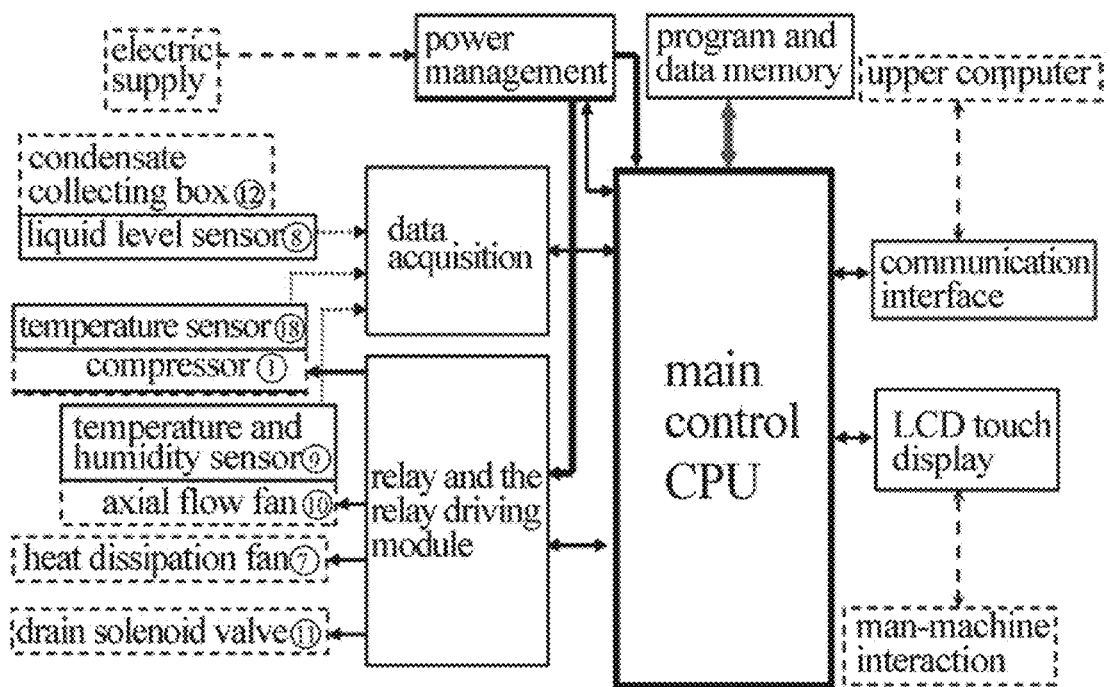 electric
supply
power
management
program and
data memory
upper computer
condensate
collecting box⑫
liquid level sensor⑧
data
acquisition
communication
interface
temperature sensor⑱
compressor①
main
control
CPU
temperature and
humidity sensor⑨
axial flow fan⑩
relay and the
relay driving
module
LCD touch
display
heat dissipation fan⑦
drain solenoid valve⑪
man-machine
interaction